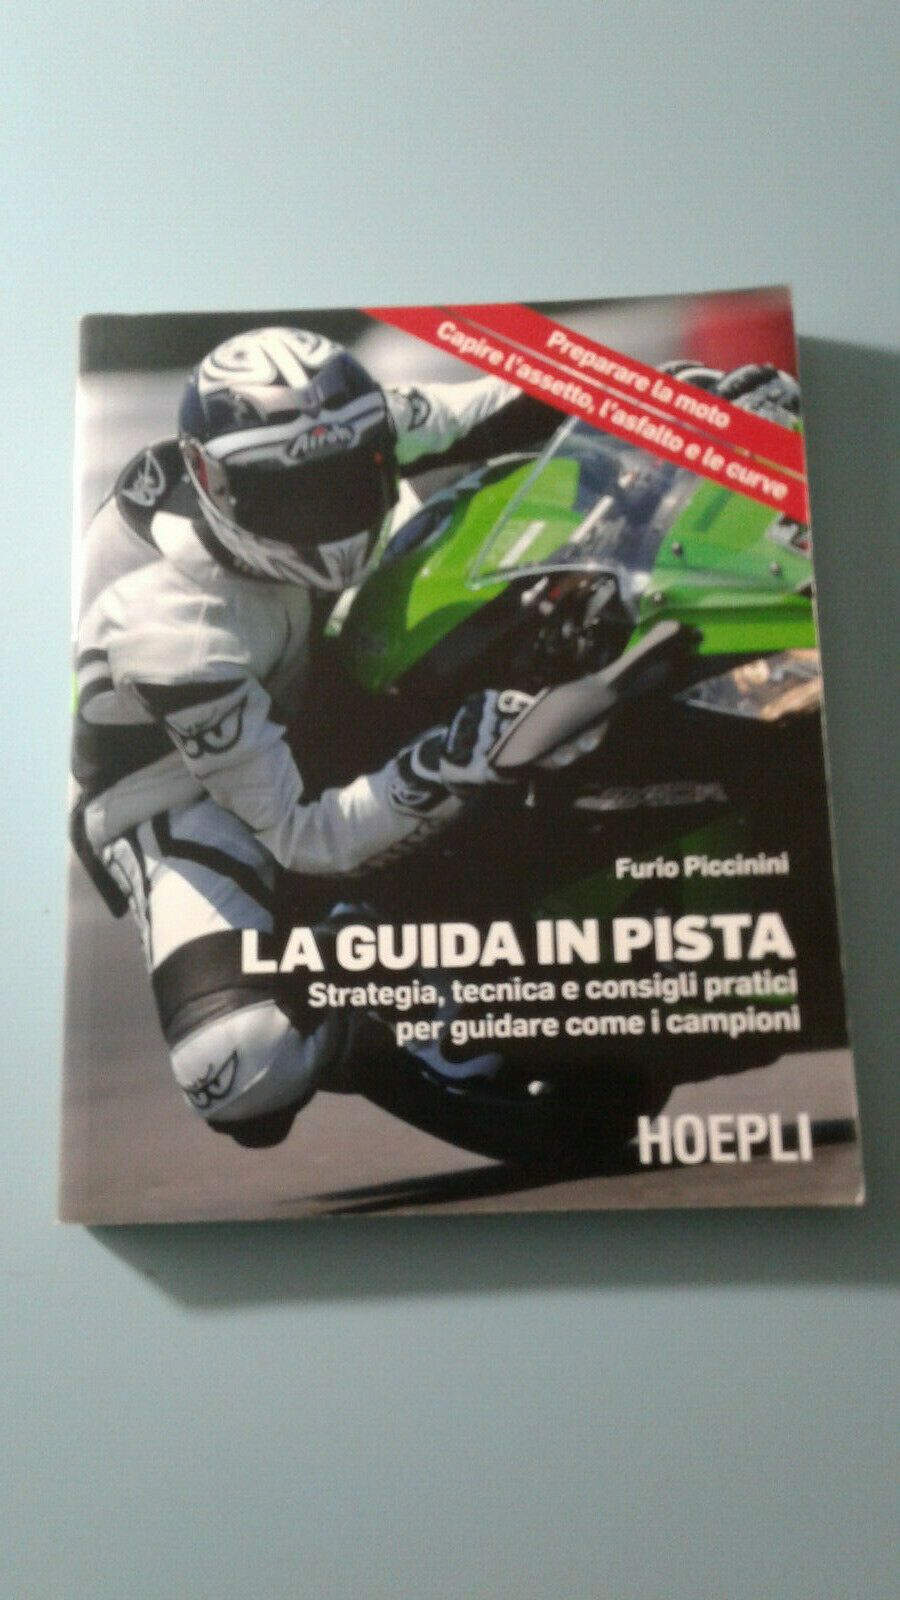 Preparare la moto
Capire l'assetto, l'asfalto e le curve
Airoh
Furio Piccinini
LA GUIDA IN PISTA
Strategia, tecnica e consigli pratici
per guidare come i campioni
HOEPLI